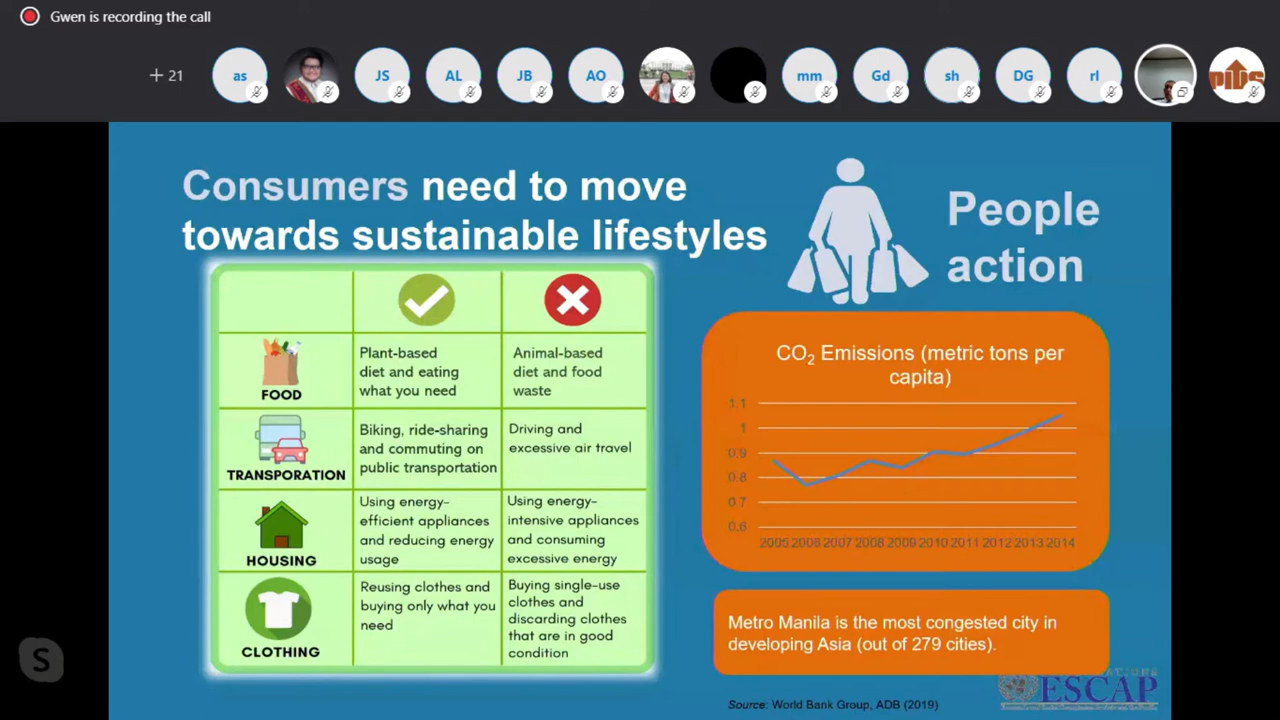 Gwen is recording the call
+ 21
as
JS
AL
JB
AO
mm
Gd
sh
DG
rl
Consumers need to move
towards sustainable lifestyles
People
action
FOOD
Plant-based
diet and eating
what you need
Animal-based
diet and food
waste
TRANSPORATION
Biking, ride-sharing
and commuting on
public transportation
Driving and
excessive air travel
HOUSING
Using energy-
efficient appliances
and reducing energy
usage
Using energy-
intensive appliances
and consuming
excessive energy
CLOTHING
Reusing clothes and
buying only what you
need
Buying single-use
clothes and
discarding clothes
that are in good
condition
CO2 Emissions (metric tons per
capita)
1.1
1
0.9
0.8
0.7
0.6
2005 2006 2007 2008 2009 2010 2011 2012 2013 2014
Metro Manila is the most congested city in
developing Asia (out of 279 cities).
ESCAP
Source: World Bank Group, ADB (2019)
S